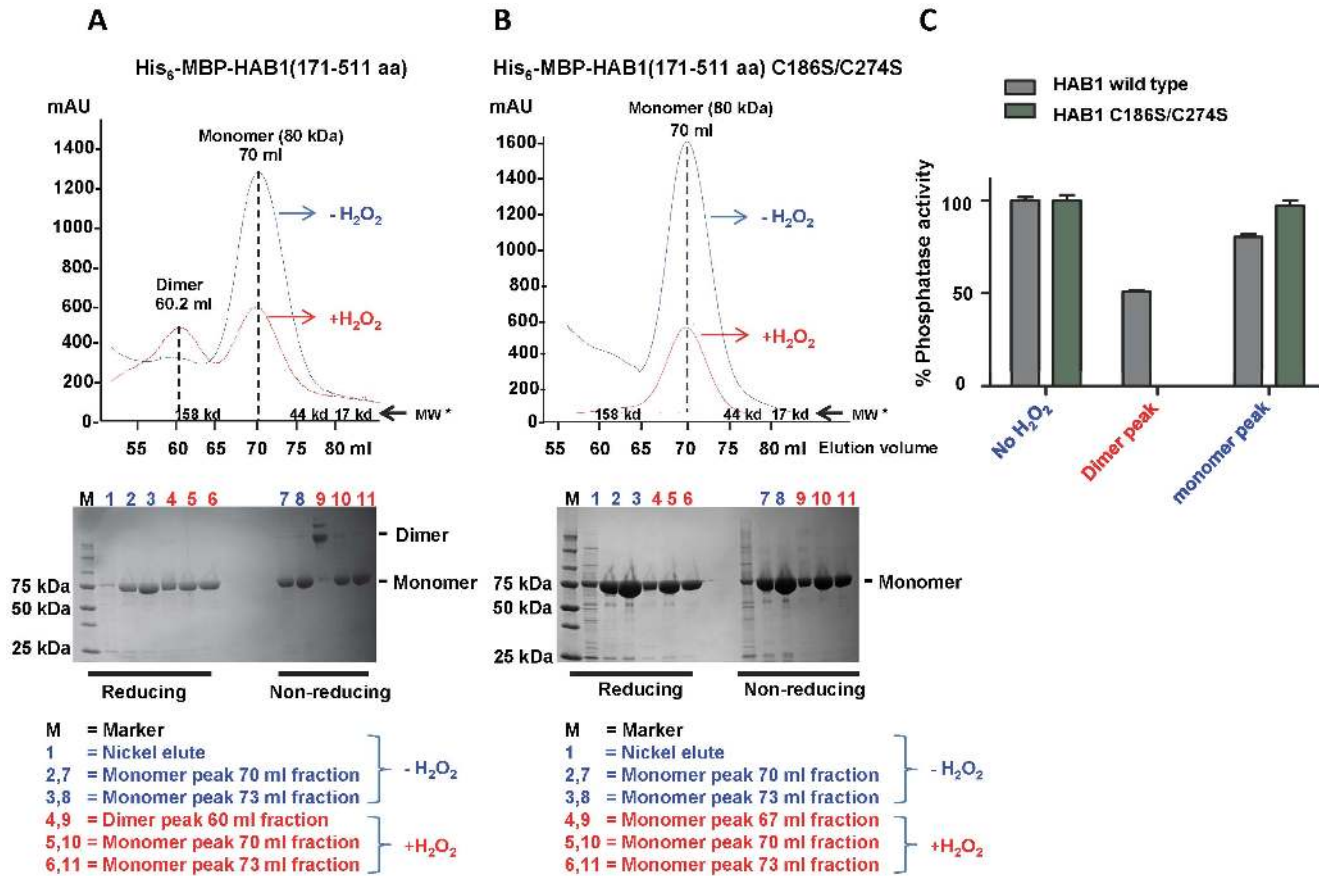 A
His6-MBP-HAB1(171-511 aa)
mAU
1400
1200
1000
800
600
400
200
0
Monomer (80 kDa)
70 ml
- H2O2
Dimer
60.2 ml
+H2O2
158 kd 44 kd 17 kd MW *
55 60 65 70 75 80 ml
B
His6-MBP-HAB1(171-511 aa) C186S/C274S
mAU
1600
1400
1200
1000
800
600
400
200
0
Monomer (80 kDa)
70 ml
- H2O2
+H2O2
158 kd 44 kd 17 kd MW *
55 60 65 70 75 80 ml Elution volume
C
HAB1 wild type
HAB1 C186S/C274S
% Phosphatase activity
100
50
0
No H2O2
Dimer peak
monomer peak
M 1 2 3 4 5 6 7 8 9 10 11
Dimer
Monomer
75 kDa
50 kDa
25 kDa
Reducing Non-reducing
M = Marker
1 = Nickel elute
2,7 = Monomer peak 70 ml fraction
3,8 = Monomer peak 73 ml fraction
- H2O2
4,9 = Dimer peak 60 ml fraction
5,10 = Monomer peak 70 ml fraction
6,11 = Monomer peak 73 ml fraction
+H2O2
M 1 2 3 4 5 6 7 8 9 10 11
Monomer
75 kDa
50 kDa
25 kDa
Reducing Non-reducing
M = Marker
1 = Nickel elute
2,7 = Monomer peak 70 ml fraction
3,8 = Monomer peak 73 ml fraction
- H2O2
4,9 = Monomer peak 67 ml fraction
5,10 = Monomer peak 70 ml fraction
6,11 = Monomer peak 73 ml fraction
+H2O2